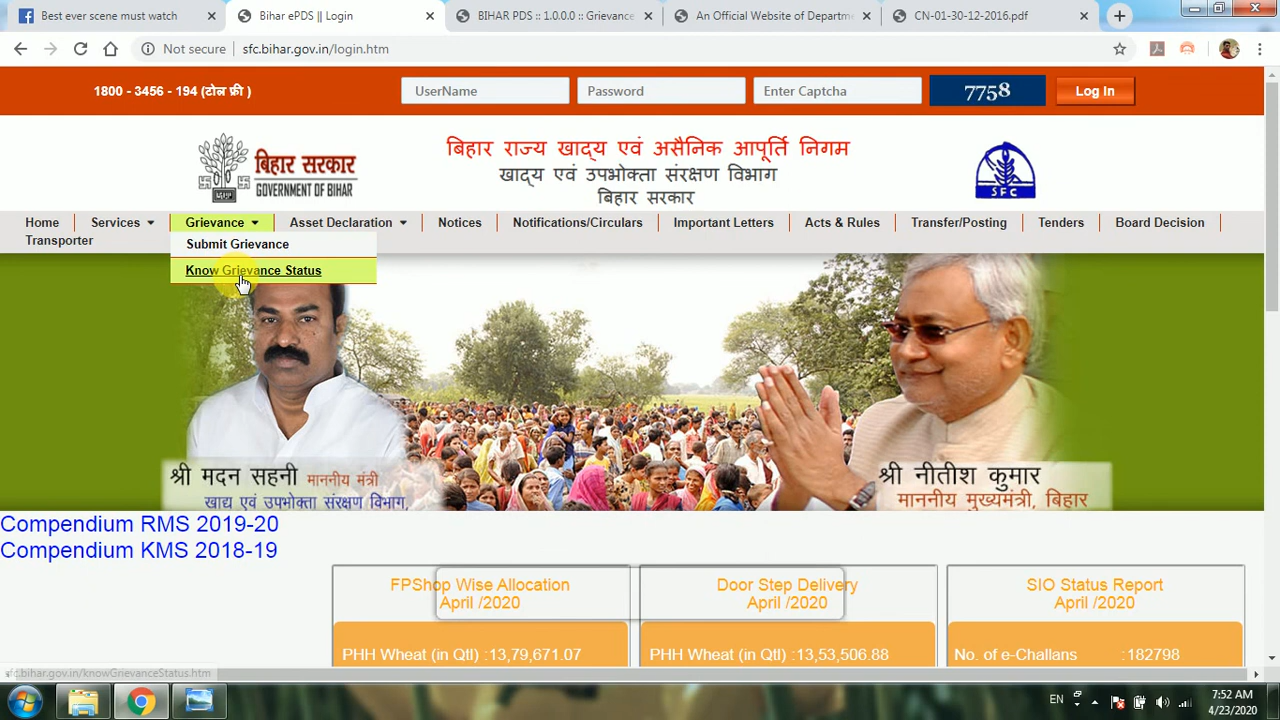 Best ever scene must watch
Bihar ePDS || Login
BIHAR PDS :: 1.0.0.0 :: Grievance
An Official Website of Departme
CN-01-30-12-2016.pdf
Not secure
sfc.bihar.gov.in/login.htm
1800 - 3456 - 194 (टोल फ्री )
UserName
Password
Enter Captcha
7758
Log In
बिहार सरकार
GOVERNMENT OF BIHAR
बिहार राज्य खाद्य एवं असैनिक आपूर्ति निगम
खाद्य एवं उपभोक्ता संरक्षण विभाग
बिहार सरकार
SFC
Home
Services
Grievance
Asset Declaration
Notices
Notifications/Circulars
Important Letters
Acts & Rules
Transfer/Posting
Tenders
Board Decision
Transporter
Submit Grievance
Know Grievance Status
श्री मदन सहनी माननीय मंत्री
खाद्य एवं उपभोक्ता संरक्षण विभाग,
श्री नीतीश कुमार
माननीय मुख्यमंत्री, बिहार
Compendium RMS 2019-20
Compendium KMS 2018-19
FPShop Wise Allocation
April /2020
Door Step Delivery
April /2020
SIO Status Report
April /2020
PHH Wheat (in Qtl) :13,79,671.07
PHH Wheat (in Qtl) :13,53,506.88
No. of e-Challans :182798
sfc.bihar.gov.in/knowGrievanceStatus.htm
EN
7:52 AM
4/23/2020